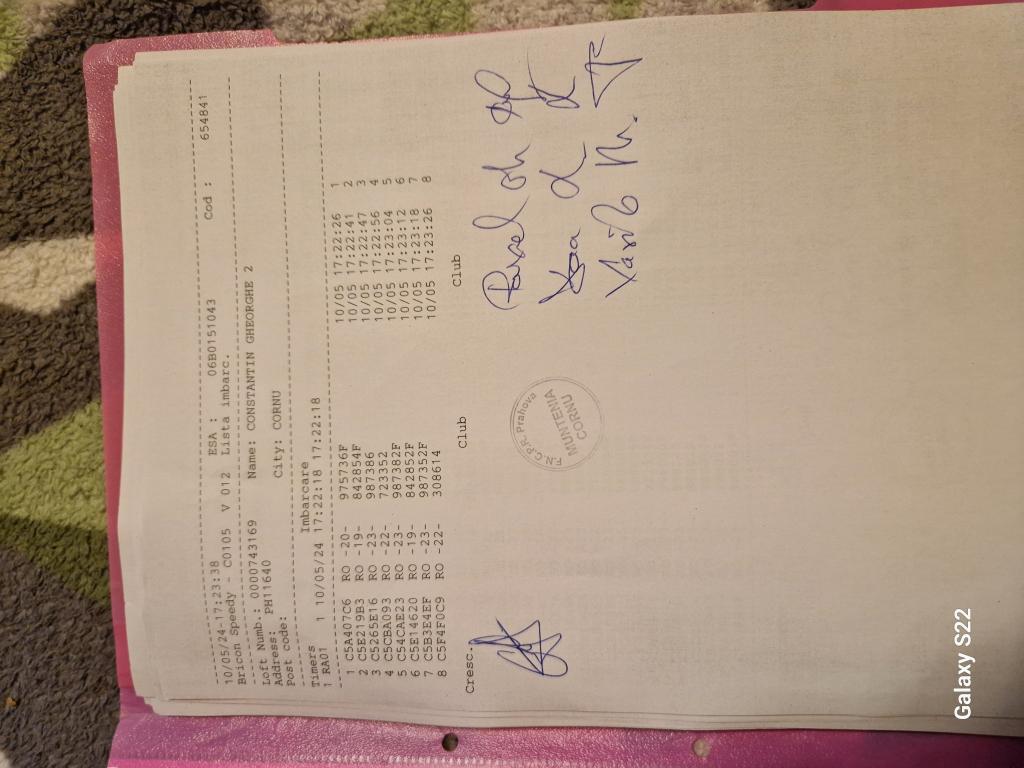 10/05/24-17:23:38 ESA : 06B0151043 Cod : 654841
Bricon Speedy - C0105 V 012 Lista imbarc.
Loft Numb.: 0000743169 Name: CONSTANTIN GHEORGHE 2
Address: PH11640 City: CORNU
Post code:
Timers Imbarcare
1 RA01 1 10/05/24 17:22:18 17:22:18
1 C5A407C6 RO -20- 975736F 10/05 17:22:26 1
2 C5E219B3 RO -19- 842854F 10/05 17:22:41 2
3 C5265E16 RO -23- 987386 10/05 17:22:47 3
4 C5CBA093 RO -22- 723352 10/05 17:22:56 4
5 C54CAE23 RO -23- 987382F 10/05 17:23:04 5
6 C5E14620 RO -19- 842852F 10/05 17:23:12 6
7 C5B3E4EF RO -23- 987352F 10/05 17:23:18 7
8 C5F4F0C9 RO -22- 308614 10/05 17:23:26 8
Cresc. Club Club
F.N.C.P.R. Prahova
MUNTENIA
CORNU
Galaxy S22